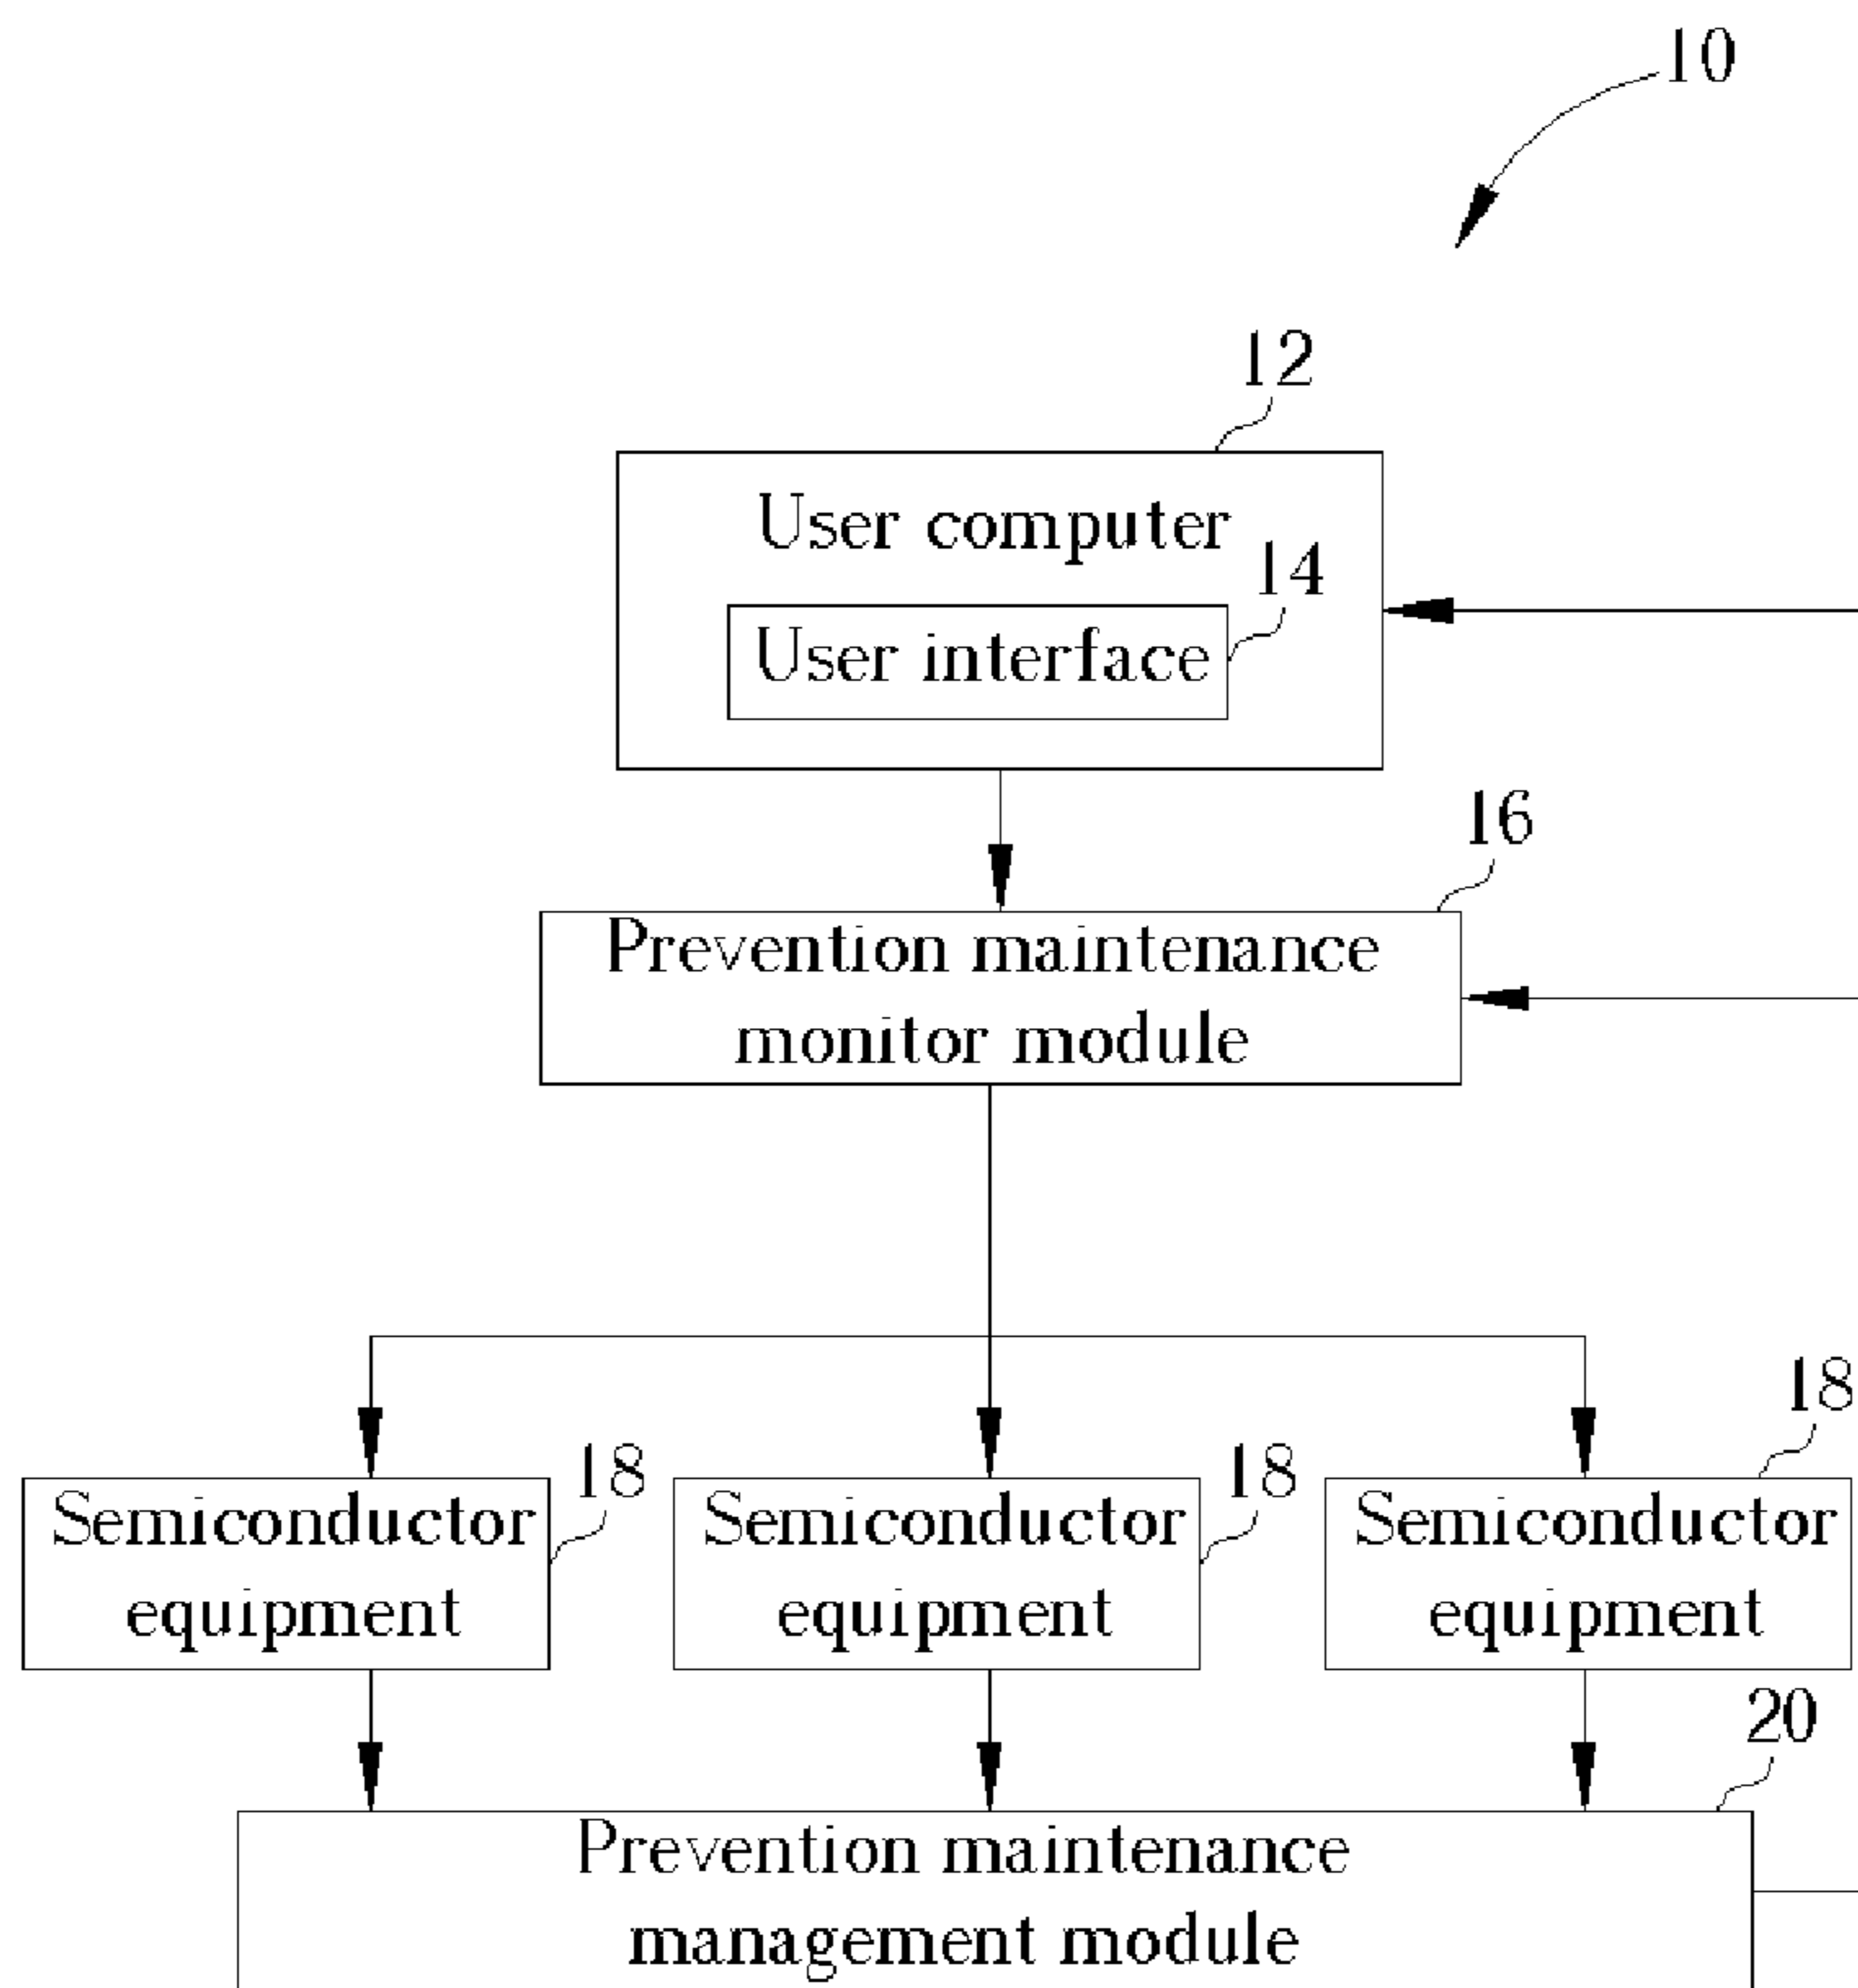 10
12
User computer
14
User interface
16
Prevention maintenance
monitor module
18
18
18
Semiconductor
equipment
Semiconductor
equipment
Semiconductor
equipment
20
Prevention maintenance
management module